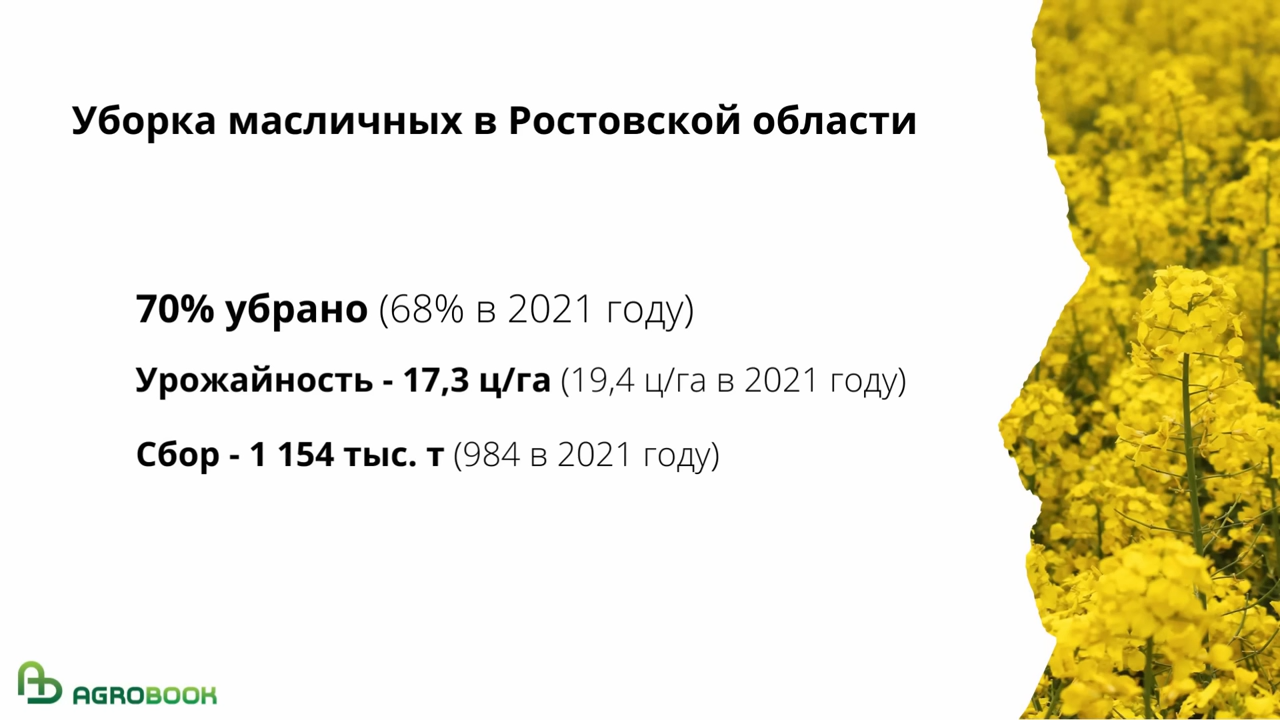 Уборка масличных в Ростовской области
70% убрано (68% в 2021 году)
Урожайность - 17,3 ц/га (19,4 ц/га в 2021 году)
Сбор - 1 154 тыс. т (984 в 2021 году)
AGROBOOK